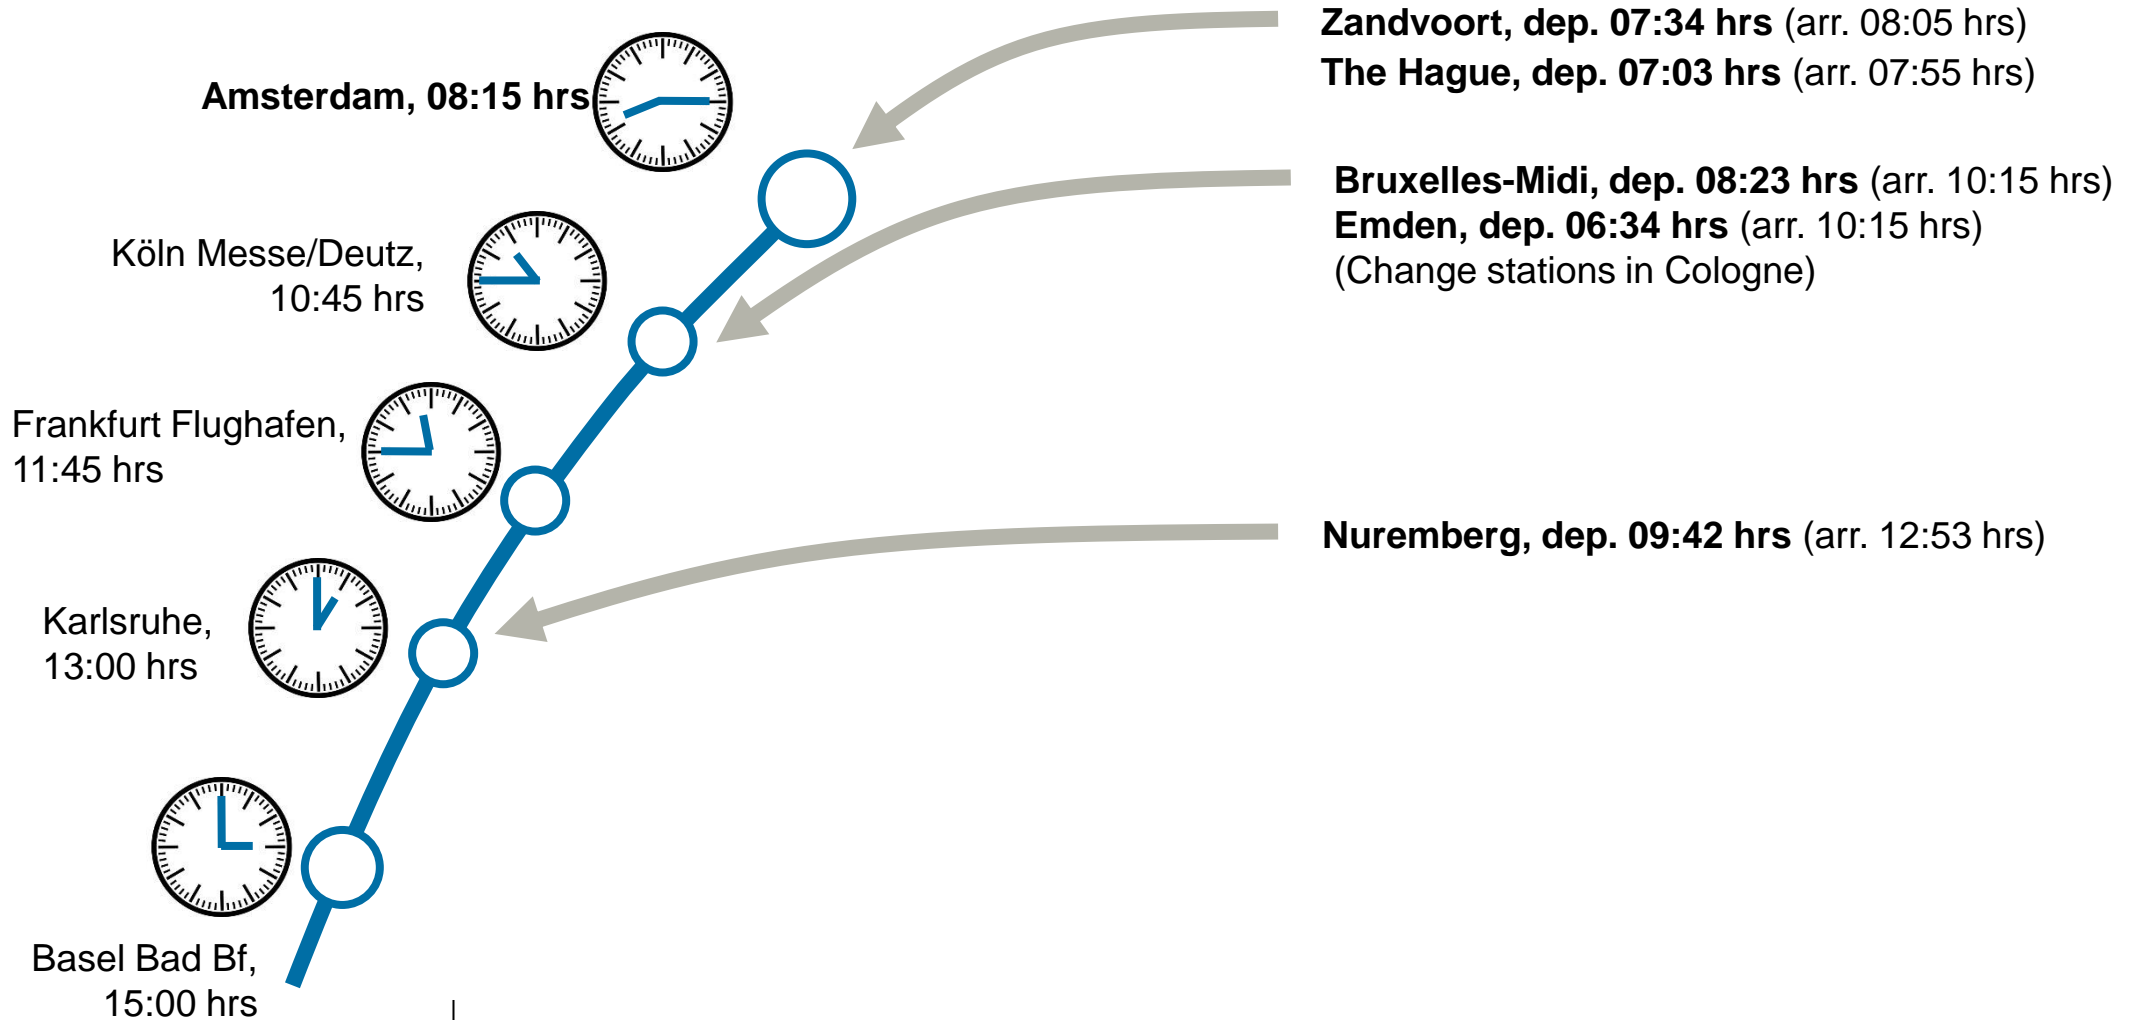 Zandvoort, dep. 07:34 hrs (arr. 08:05 hrs)
The Hague, dep. 07:03 hrs (arr. 07:55 hrs)
Amsterdam, 08:15 hrs
Bruxelles-Midi, dep. 08:23 hrs (arr. 10:15 hrs)
Emden, dep. 06:34 hrs (arr. 10:15 hrs)
(Change stations in Cologne)
Köln Messe/Deutz,
10:45 hrs
Frankfurt Flughafen,
11:45 hrs
Nuremberg, dep. 09:42 hrs (arr. 12:53 hrs)
Karlsruhe,
13:00 hrs
Basel Bad Bf,
15:00 hrs